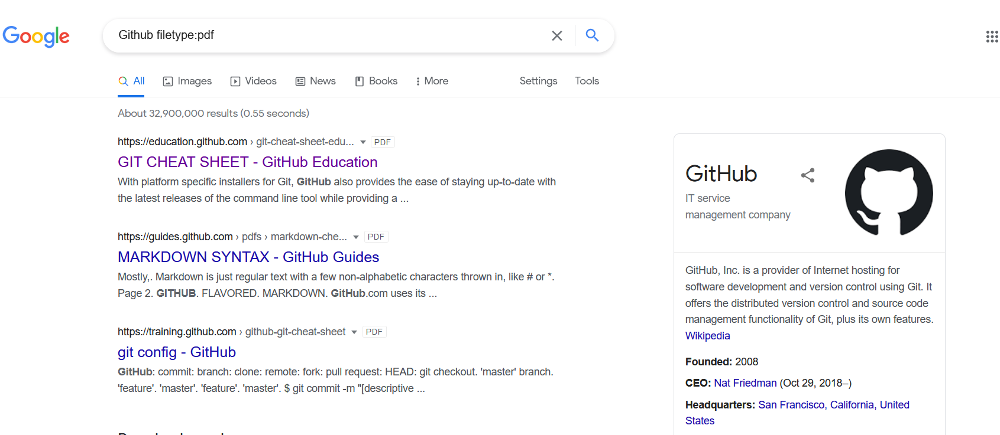 Google
Github filetype:pdf
All Images Videos News Books More Settings Tools
About 32,900,000 results (0.55 seconds)
https://education.github.com › git-cheat-sheet-edu... PDF
GIT CHEAT SHEET - GitHub Education
With platform specific installers for Git, GitHub also provides the ease of staying up-to-date with
the latest releases of the command line tool while providing a ...
https://guides.github.com › pdfs › markdown-che... PDF
MARKDOWN SYNTAX - GitHub Guides
Mostly,. Markdown is just regular text with a few non-alphabetic characters thrown in, like # or *.
Page 2. GITHUB. FLAVORED. MARKDOWN. GitHub.com uses its ...
https://training.github.com › github-git-cheat-sheet PDF
git config - GitHub
GitHub: commit: branch: clone: remote: fork: pull request: HEAD: git checkout. 'master' branch.
'feature'. 'master'. 'feature'. 'master'. $ git commit -m "[descriptive ...
GitHub
IT service
management company
GitHub, Inc. is a provider of Internet hosting for
software development and version control using Git. It
offers the distributed version control and source code
management functionality of Git, plus its own features.
Wikipedia
Founded: 2008
CEO: Nat Friedman (Oct 29, 2018–)
Headquarters: San Francisco, California, United
States